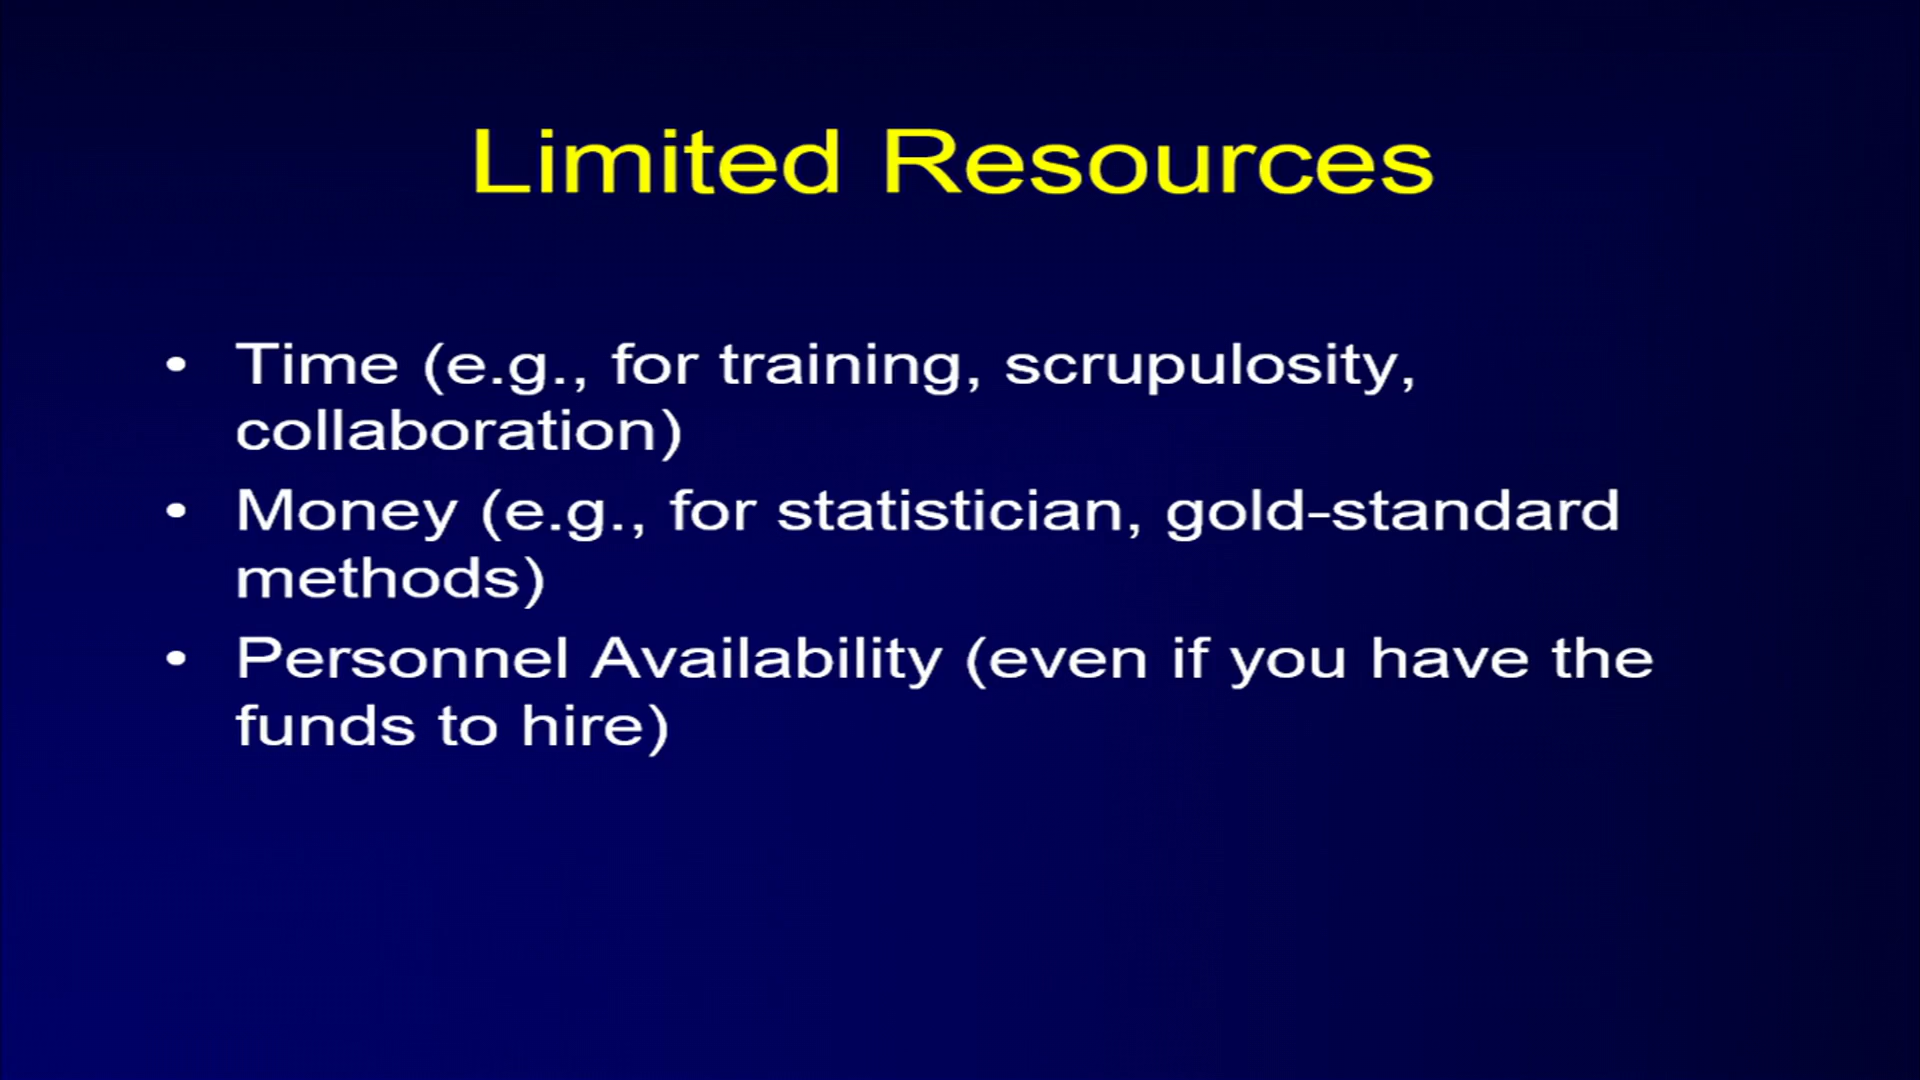 Limited Resources
• Time (e.g., for training, scrupulosity,
collaboration)
• Money (e.g., for statistician, gold-standard
methods)
• Personnel Availability (even if you have the
funds to hire)